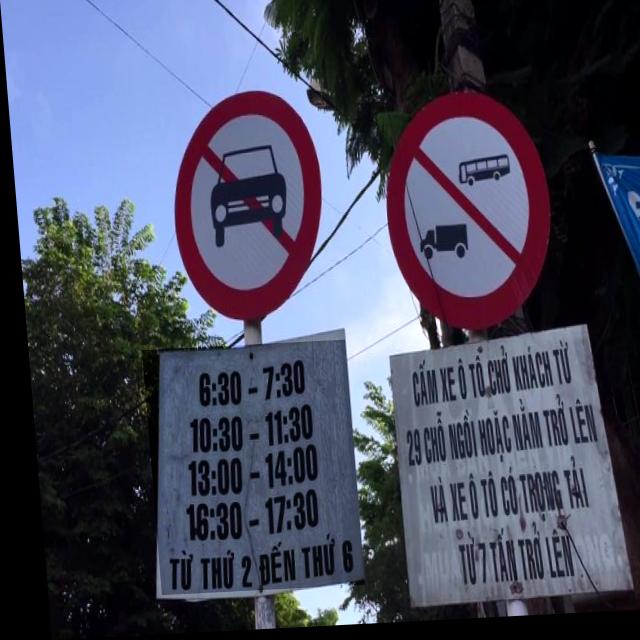 6:30 - 7:30
10:30 - 11:30
13:00 - 14:00
16:30 - 17:30
TỪ THỨ 2 ĐẾN THỨ 6
CẤM XE Ô TÔ CHỞ KHÁCH TỪ
29 CHỖ NGỒI HOẶC NẰM TRỞ LÊN
VÀ XE Ô TÔ CÓ TRỌNG TẢI
TỪ 7 TẤN TRỞ LÊN